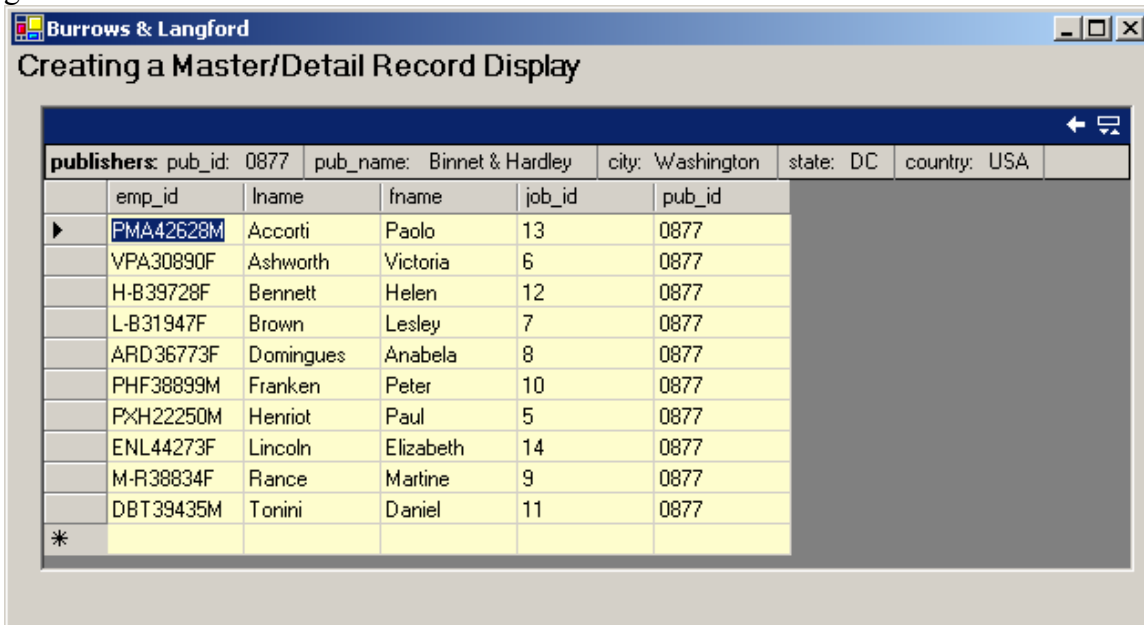 Burrows & Langford
Creating a Master/Detail Record Display
publishers: pub_id: 0877 pub_name: Binnet & Hardley city: Washington state: DC country: USA
emp_id lname fname job_id pub_id
PMA42628M Accorti Paolo 13 0877
VPA30890F Ashworth Victoria 6 0877
H-B39728F Bennett Helen 12 0877
L-B31947F Brown Lesley 7 0877
ARD36773F Domingues Anabela 8 0877
PHF38899M Franken Peter 10 0877
PXH22250M Henriot Paul 5 0877
ENL44273F Lincoln Elizabeth 14 0877
M-R38834F Rance Martine 9 0877
DBT39435M Tonini Daniel 11 0877